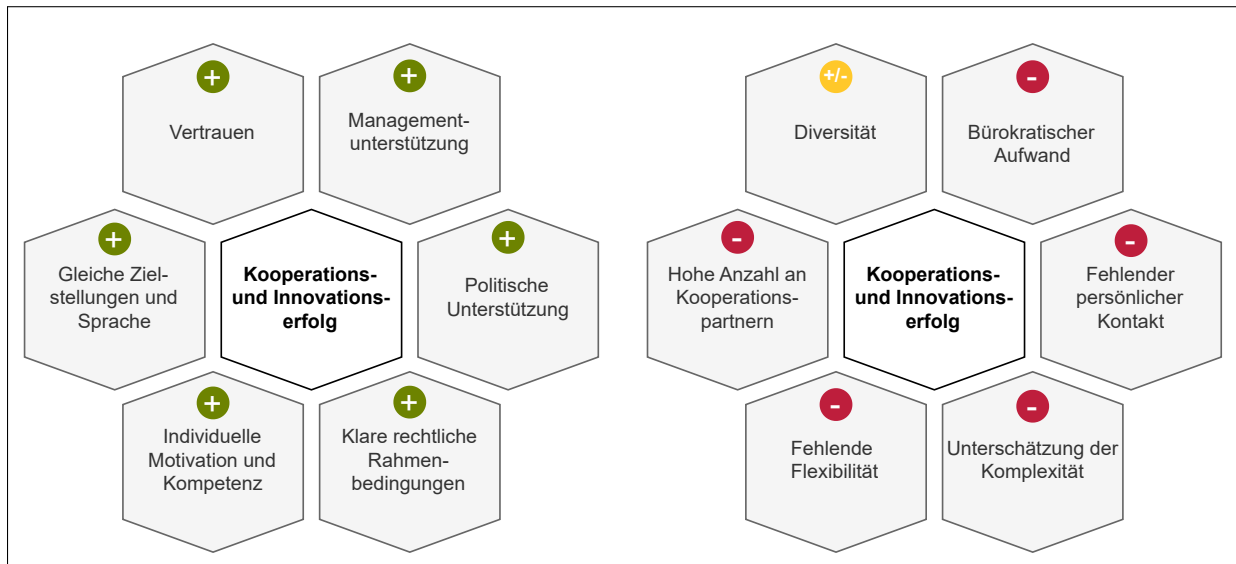 +
Vertrauen
+
Management-
unterstützung
+
Gleiche Ziel-
stellungen und
Sprache
Kooperations-
und Innovations-
erfolg
+
Politische
Unterstützung
+
Individuelle
Motivation und
Kompetenz
+
Klare rechtliche
Rahmen-
bedingungen
+/-
Diversität
-
Bürokratischer
Aufwand
-
Hohe Anzahl an
Kooperations-
partnern
Kooperations-
und Innovations-
erfolg
-
Fehlender
persönlicher
Kontakt
-
Fehlende
Flexibilität
-
Unterschätzung der
Komplexität